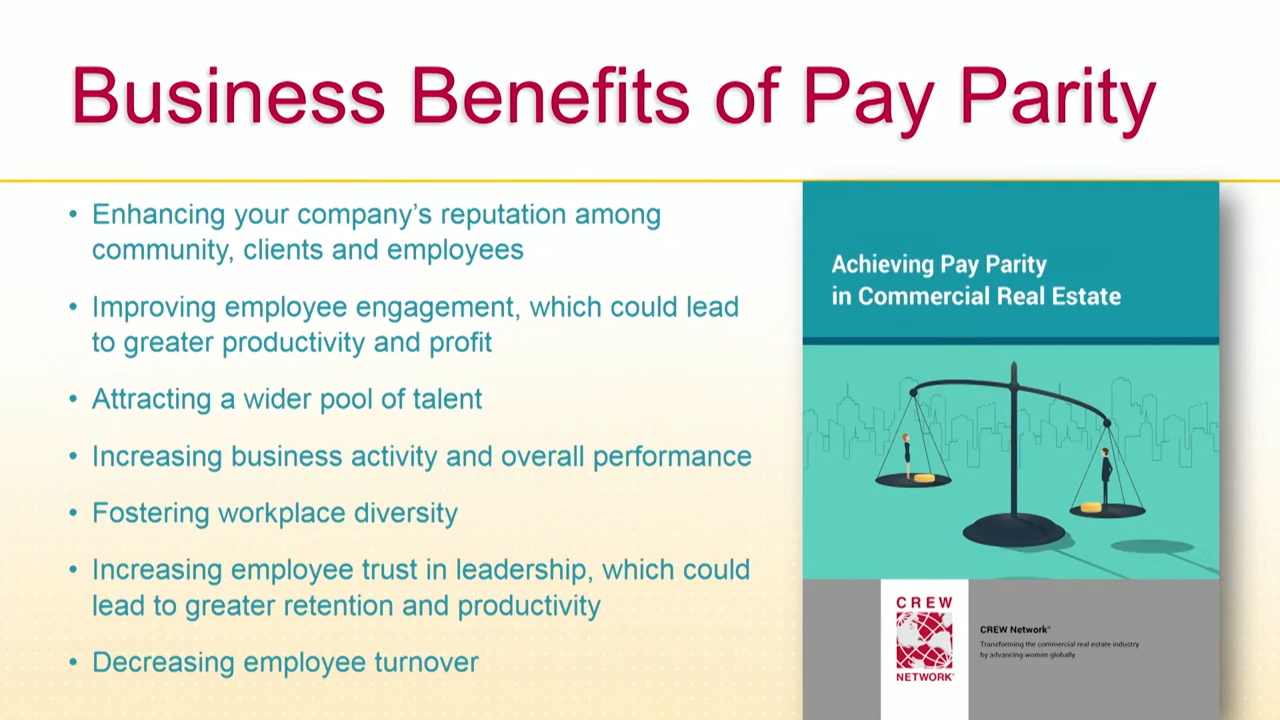 Business Benefits of Pay Parity
• Enhancing your company’s reputation among
community, clients and employees
• Improving employee engagement, which could lead
to greater productivity and profit
• Attracting a wider pool of talent
• Increasing business activity and overall performance
• Fostering workplace diversity
• Increasing employee trust in leadership, which could
lead to greater retention and productivity
• Decreasing employee turnover
Achieving Pay Parity
in Commercial Real Estate
CREW
NETWORK®
CREW Network®
Transforming the commercial real estate industry
by advancing women globally